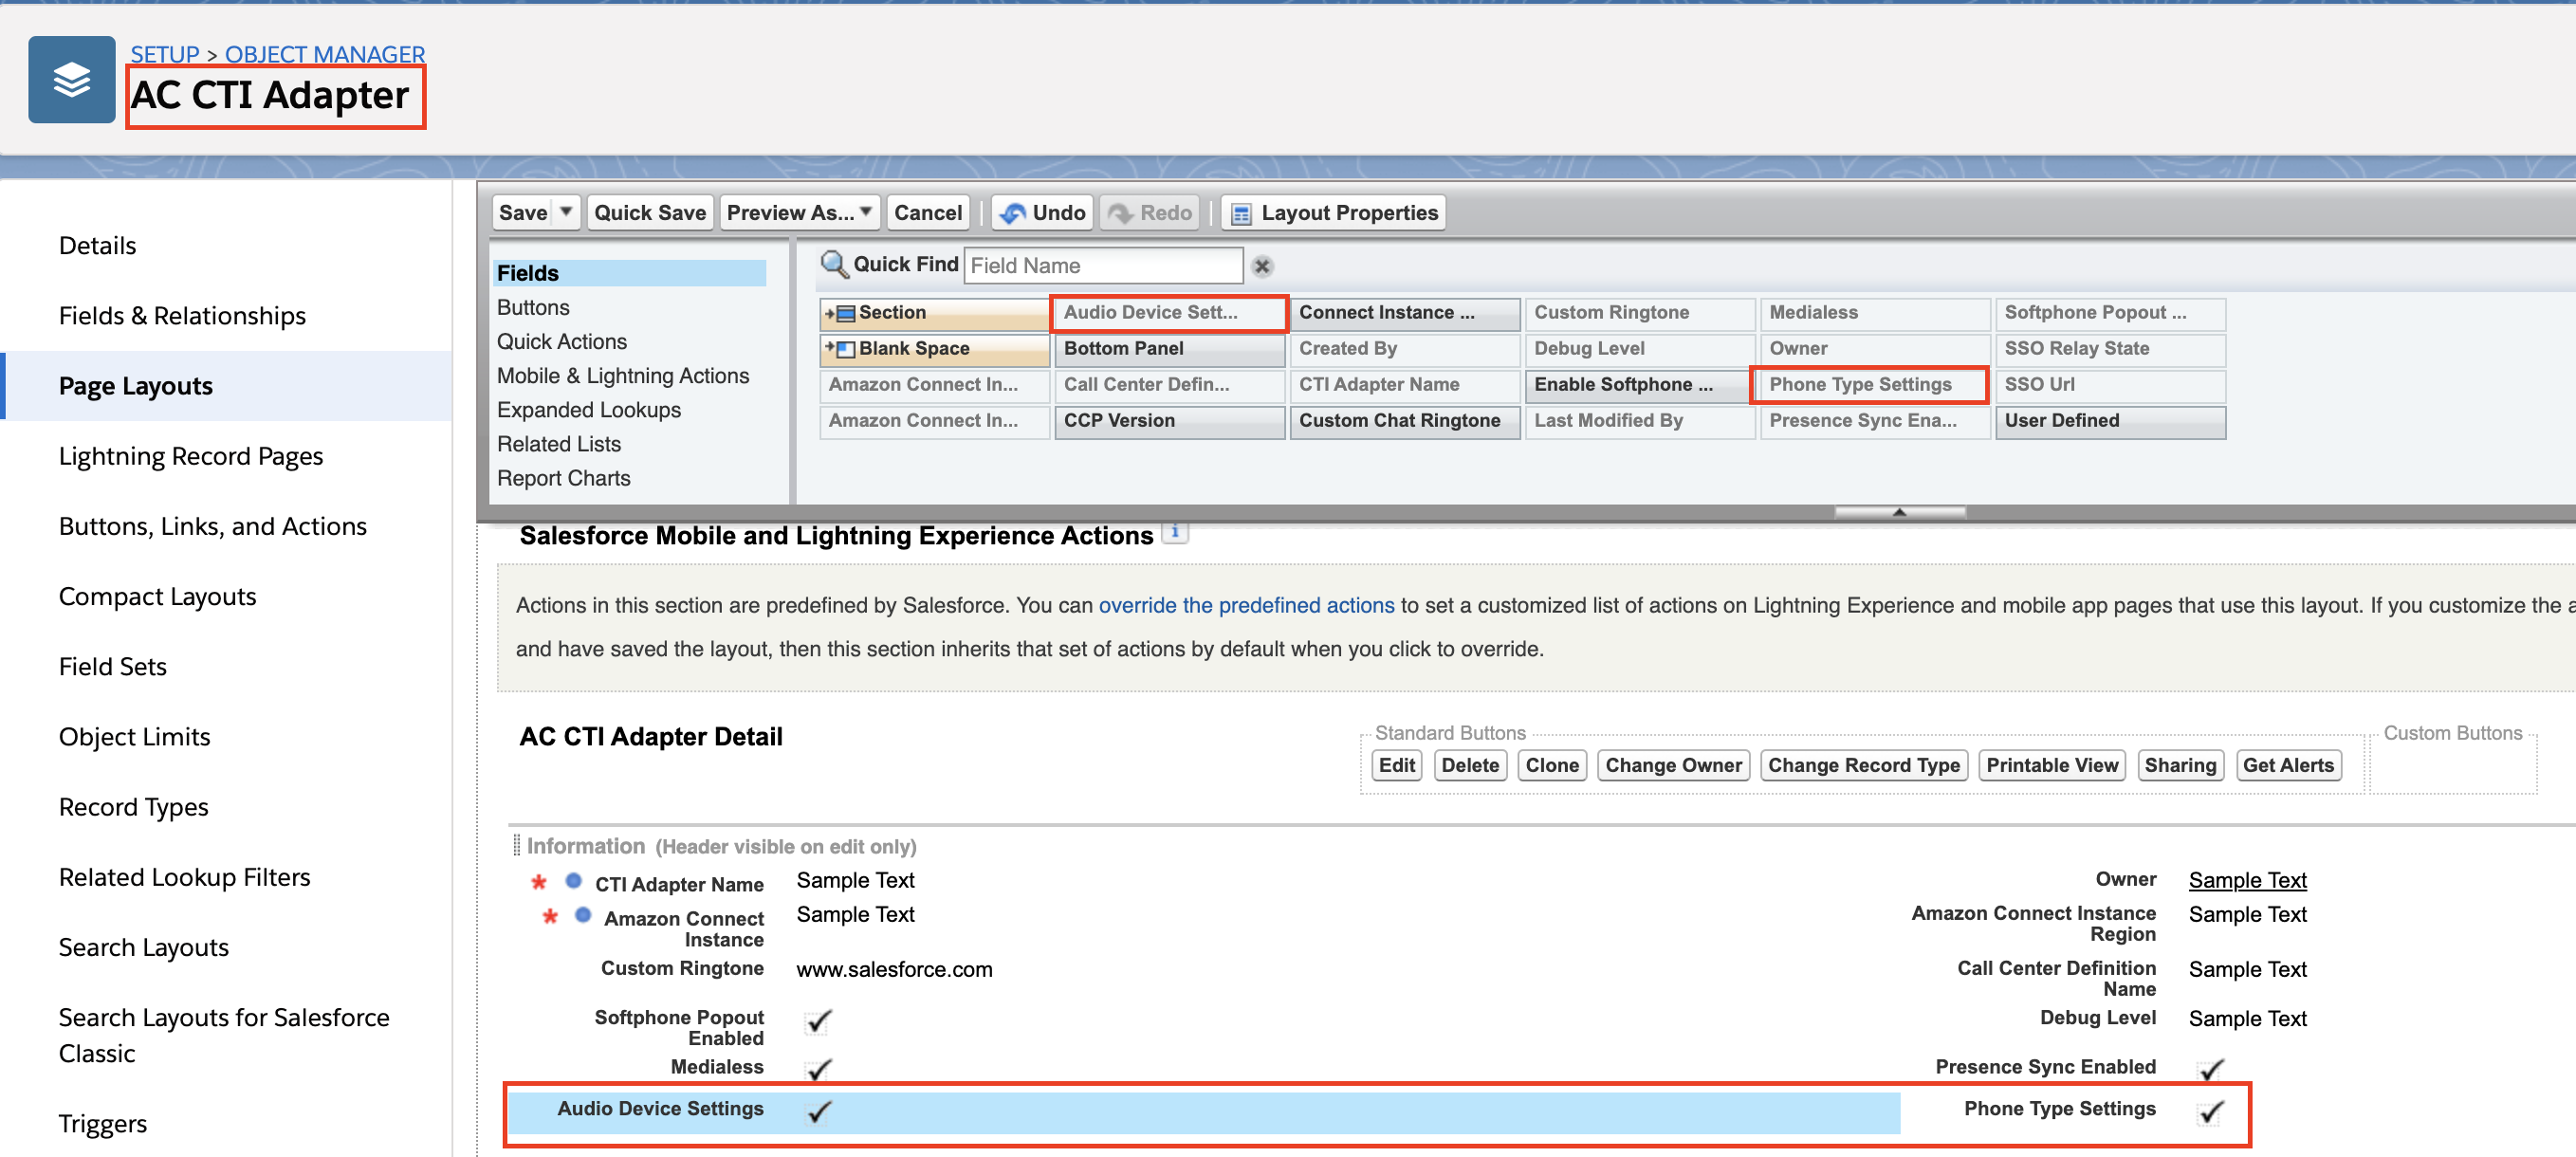 SETUP > OBJECT MANAGER
AC CTI Adapter
Details
Fields & Relationships
Page Layouts
Lightning Record Pages
Buttons, Links, and Actions
Compact Layouts
Field Sets
Object Limits
Record Types
Related Lookup Filters
Search Layouts
Search Layouts for Salesforce
Classic
Triggers
Save Quick Save Preview As... Cancel Undo Redo Layout Properties
Fields
Buttons
Quick Actions
Mobile & Lightning Actions
Expanded Lookups
Related Lists
Report Charts
Quick Find Field Name
Section Audio Device Sett... Connect Instance ... Custom Ringtone Medialess Softphone Popout ...
Blank Space Bottom Panel Created By Debug Level Owner SSO Relay State
Amazon Connect In... Call Center Defin... CTI Adapter Name Enable Softphone ... Phone Type Settings SSO Url
Amazon Connect In... CCP Version Custom Chat Ringtone Last Modified By Presence Sync Ena... User Defined
Salesforce Mobile and Lightning Experience Actions i
Actions in this section are predefined by Salesforce. You can override the predefined actions to set a customized list of actions on Lightning Experience and mobile app pages that use this layout. If you customize the a
and have saved the layout, then this section inherits that set of actions by default when you click to override.
AC CTI Adapter Detail
Standard Buttons
Edit Delete Clone Change Owner Change Record Type Printable View Sharing Get Alerts
Custom Buttons
Information (Header visible on edit only)
* CTI Adapter Name Sample Text Owner Sample Text
* Amazon Connect Sample Text Amazon Connect Instance Sample Text
Instance Region
Custom Ringtone www.salesforce.com Call Center Definition Sample Text
Name
Softphone Popout Debug Level Sample Text
Enabled
Medialess Presence Sync Enabled
Audio Device Settings Phone Type Settings